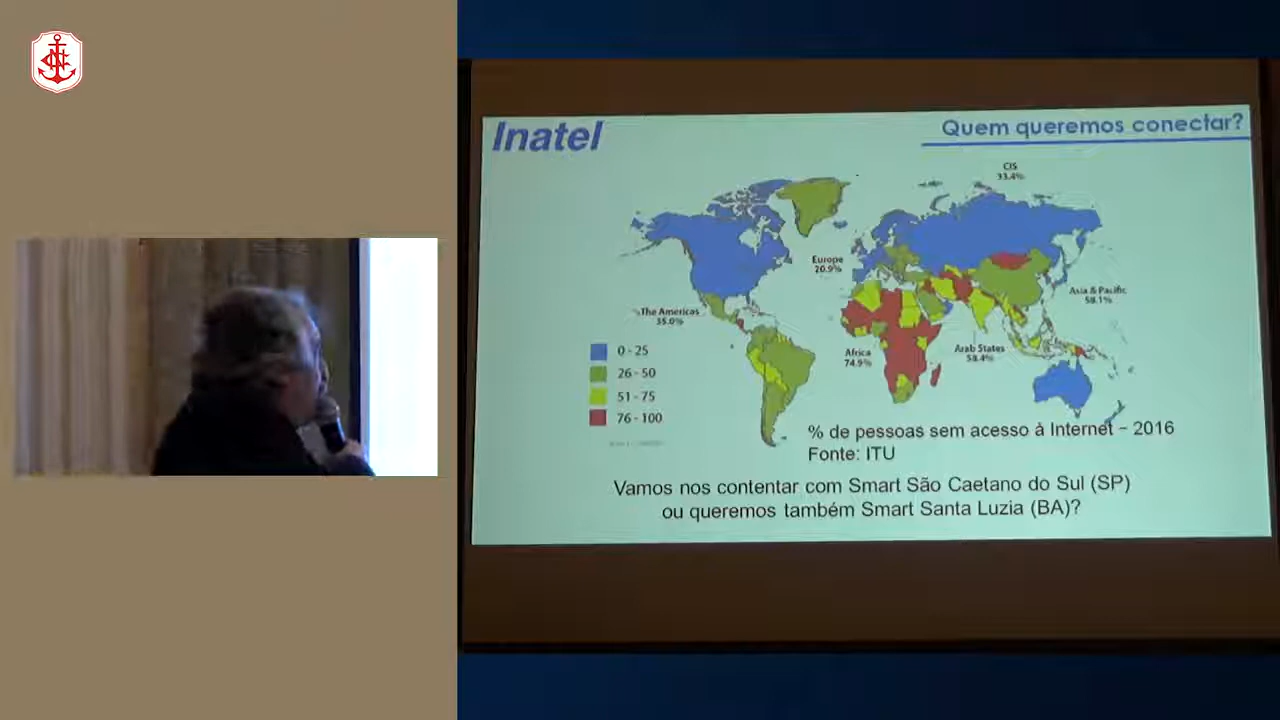 Inatel
Quem queremos conectar?
CIS
33.4%
Europe
20.9%
Asia & Pacific
58.1%
The Americas
35.0%
Africa
74.9%
Arab States
58.4%
0 - 25
26 - 50
51 - 75
76 - 100
% de pessoas sem acesso à Internet – 2016
Fonte: ITU
Vamos nos contentar com Smart São Caetano do Sul (SP)
ou queremos também Smart Santa Luzia (BA)?